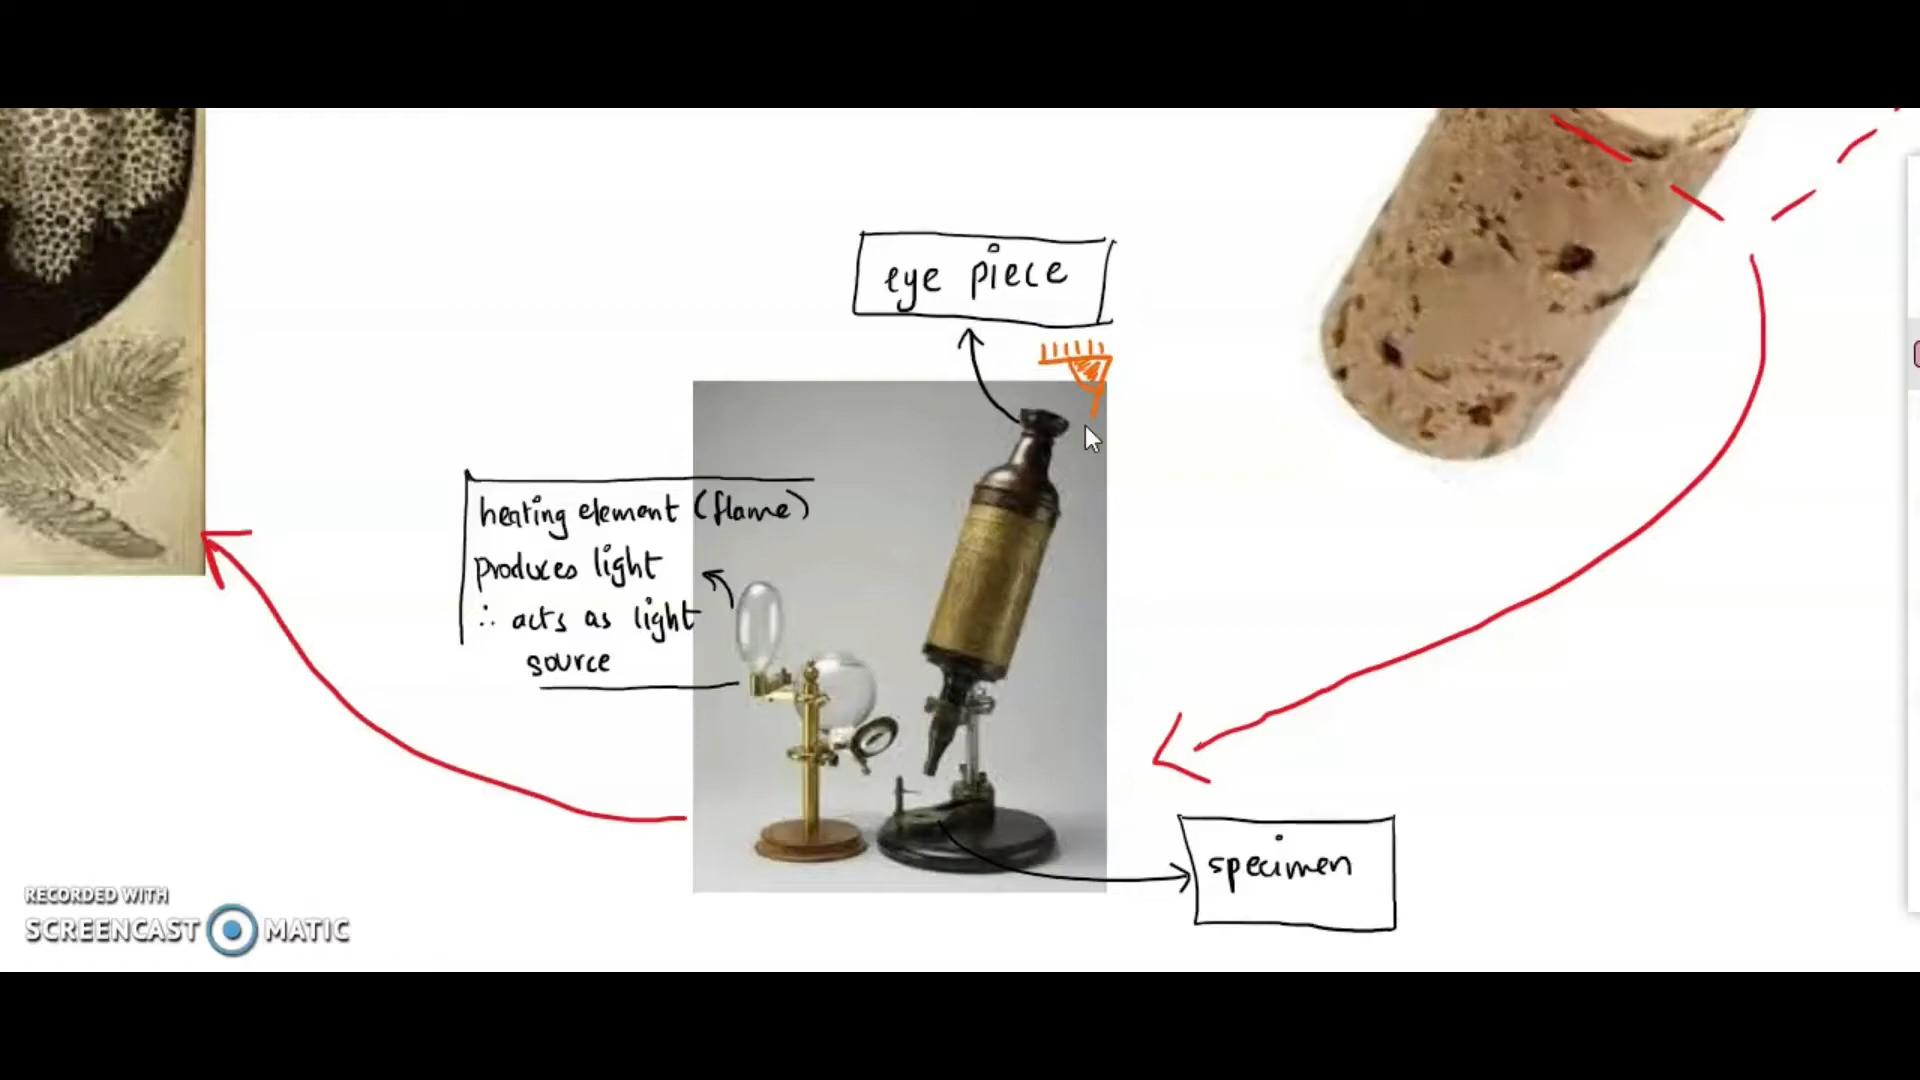 eye piece
heating element (flame)
produces light
∴ acts as light
source
specimen
RECORDED WITH
SCREENCAST MATIC